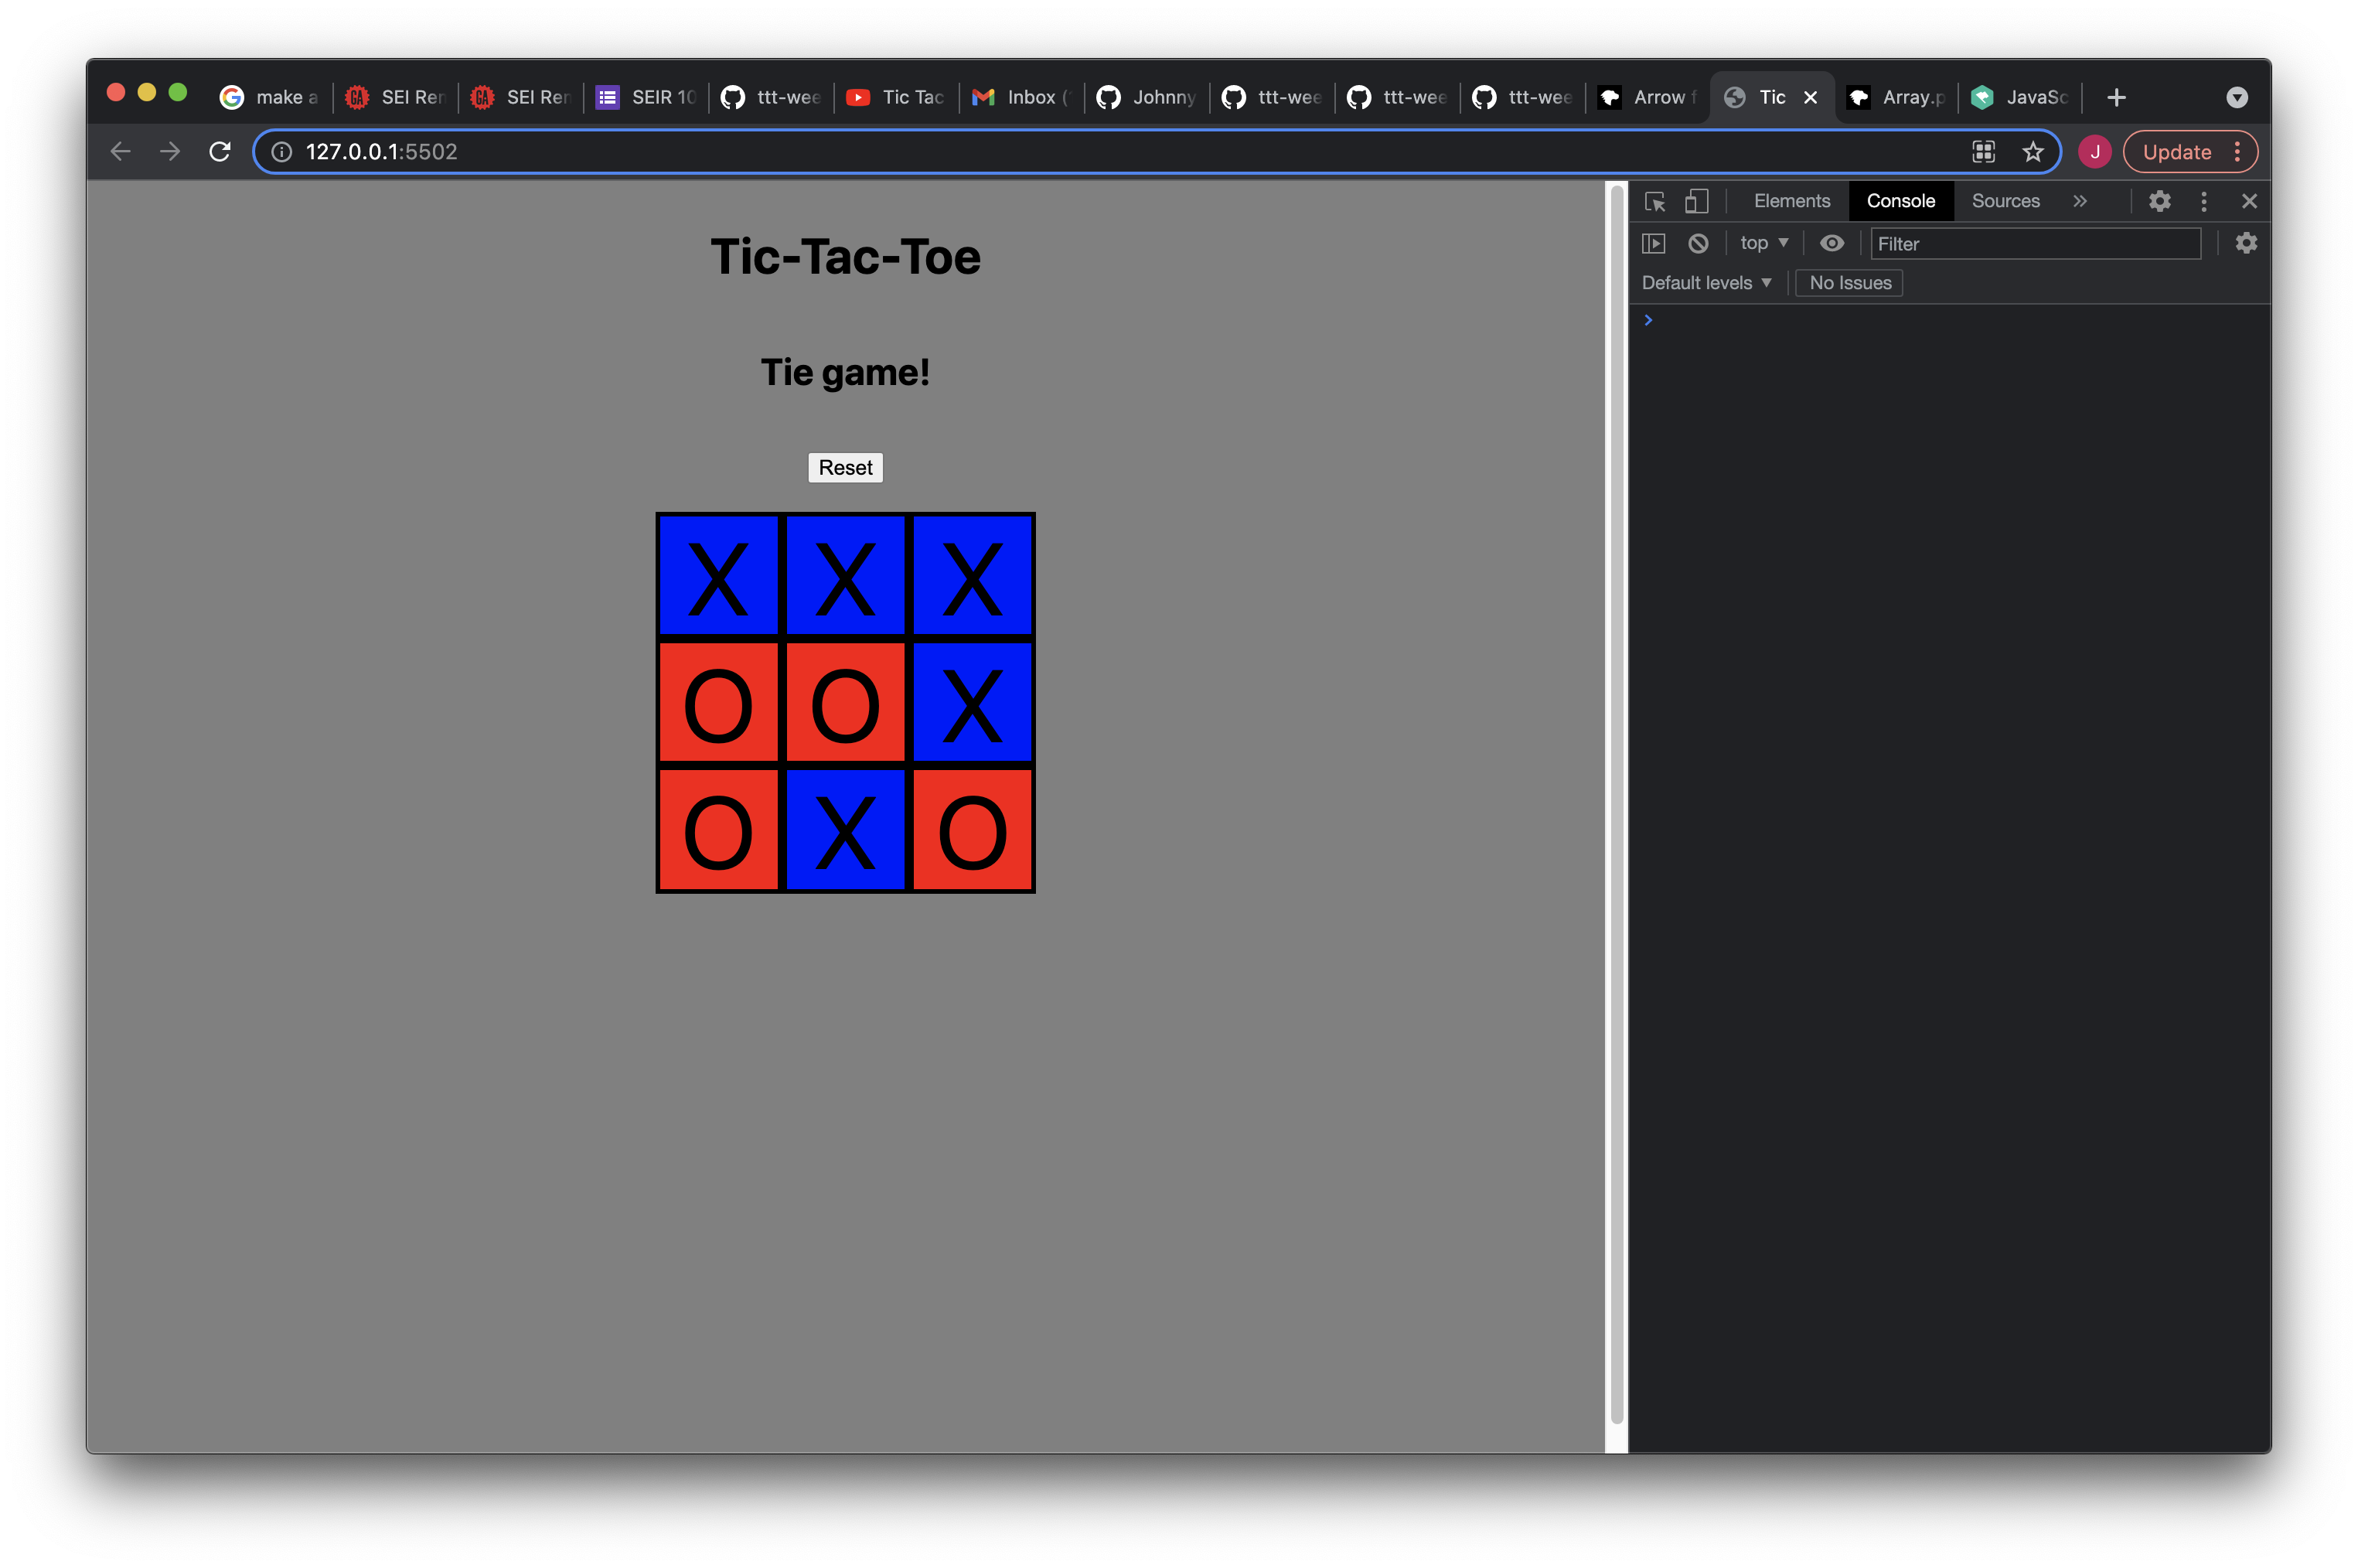 make a SEI Ren SEI Ren SEIR 10 ttt-wee Tic Tac Inbox ( Johnny ttt-wee ttt-wee ttt-wee Arrow f Tic Array.p JavaSc
127.0.0.1:5502 J Update
Elements Console Sources
top Filter
Default levels No Issues
Tic-Tac-Toe
Tie game!
Reset
X X X
O O X
O X O